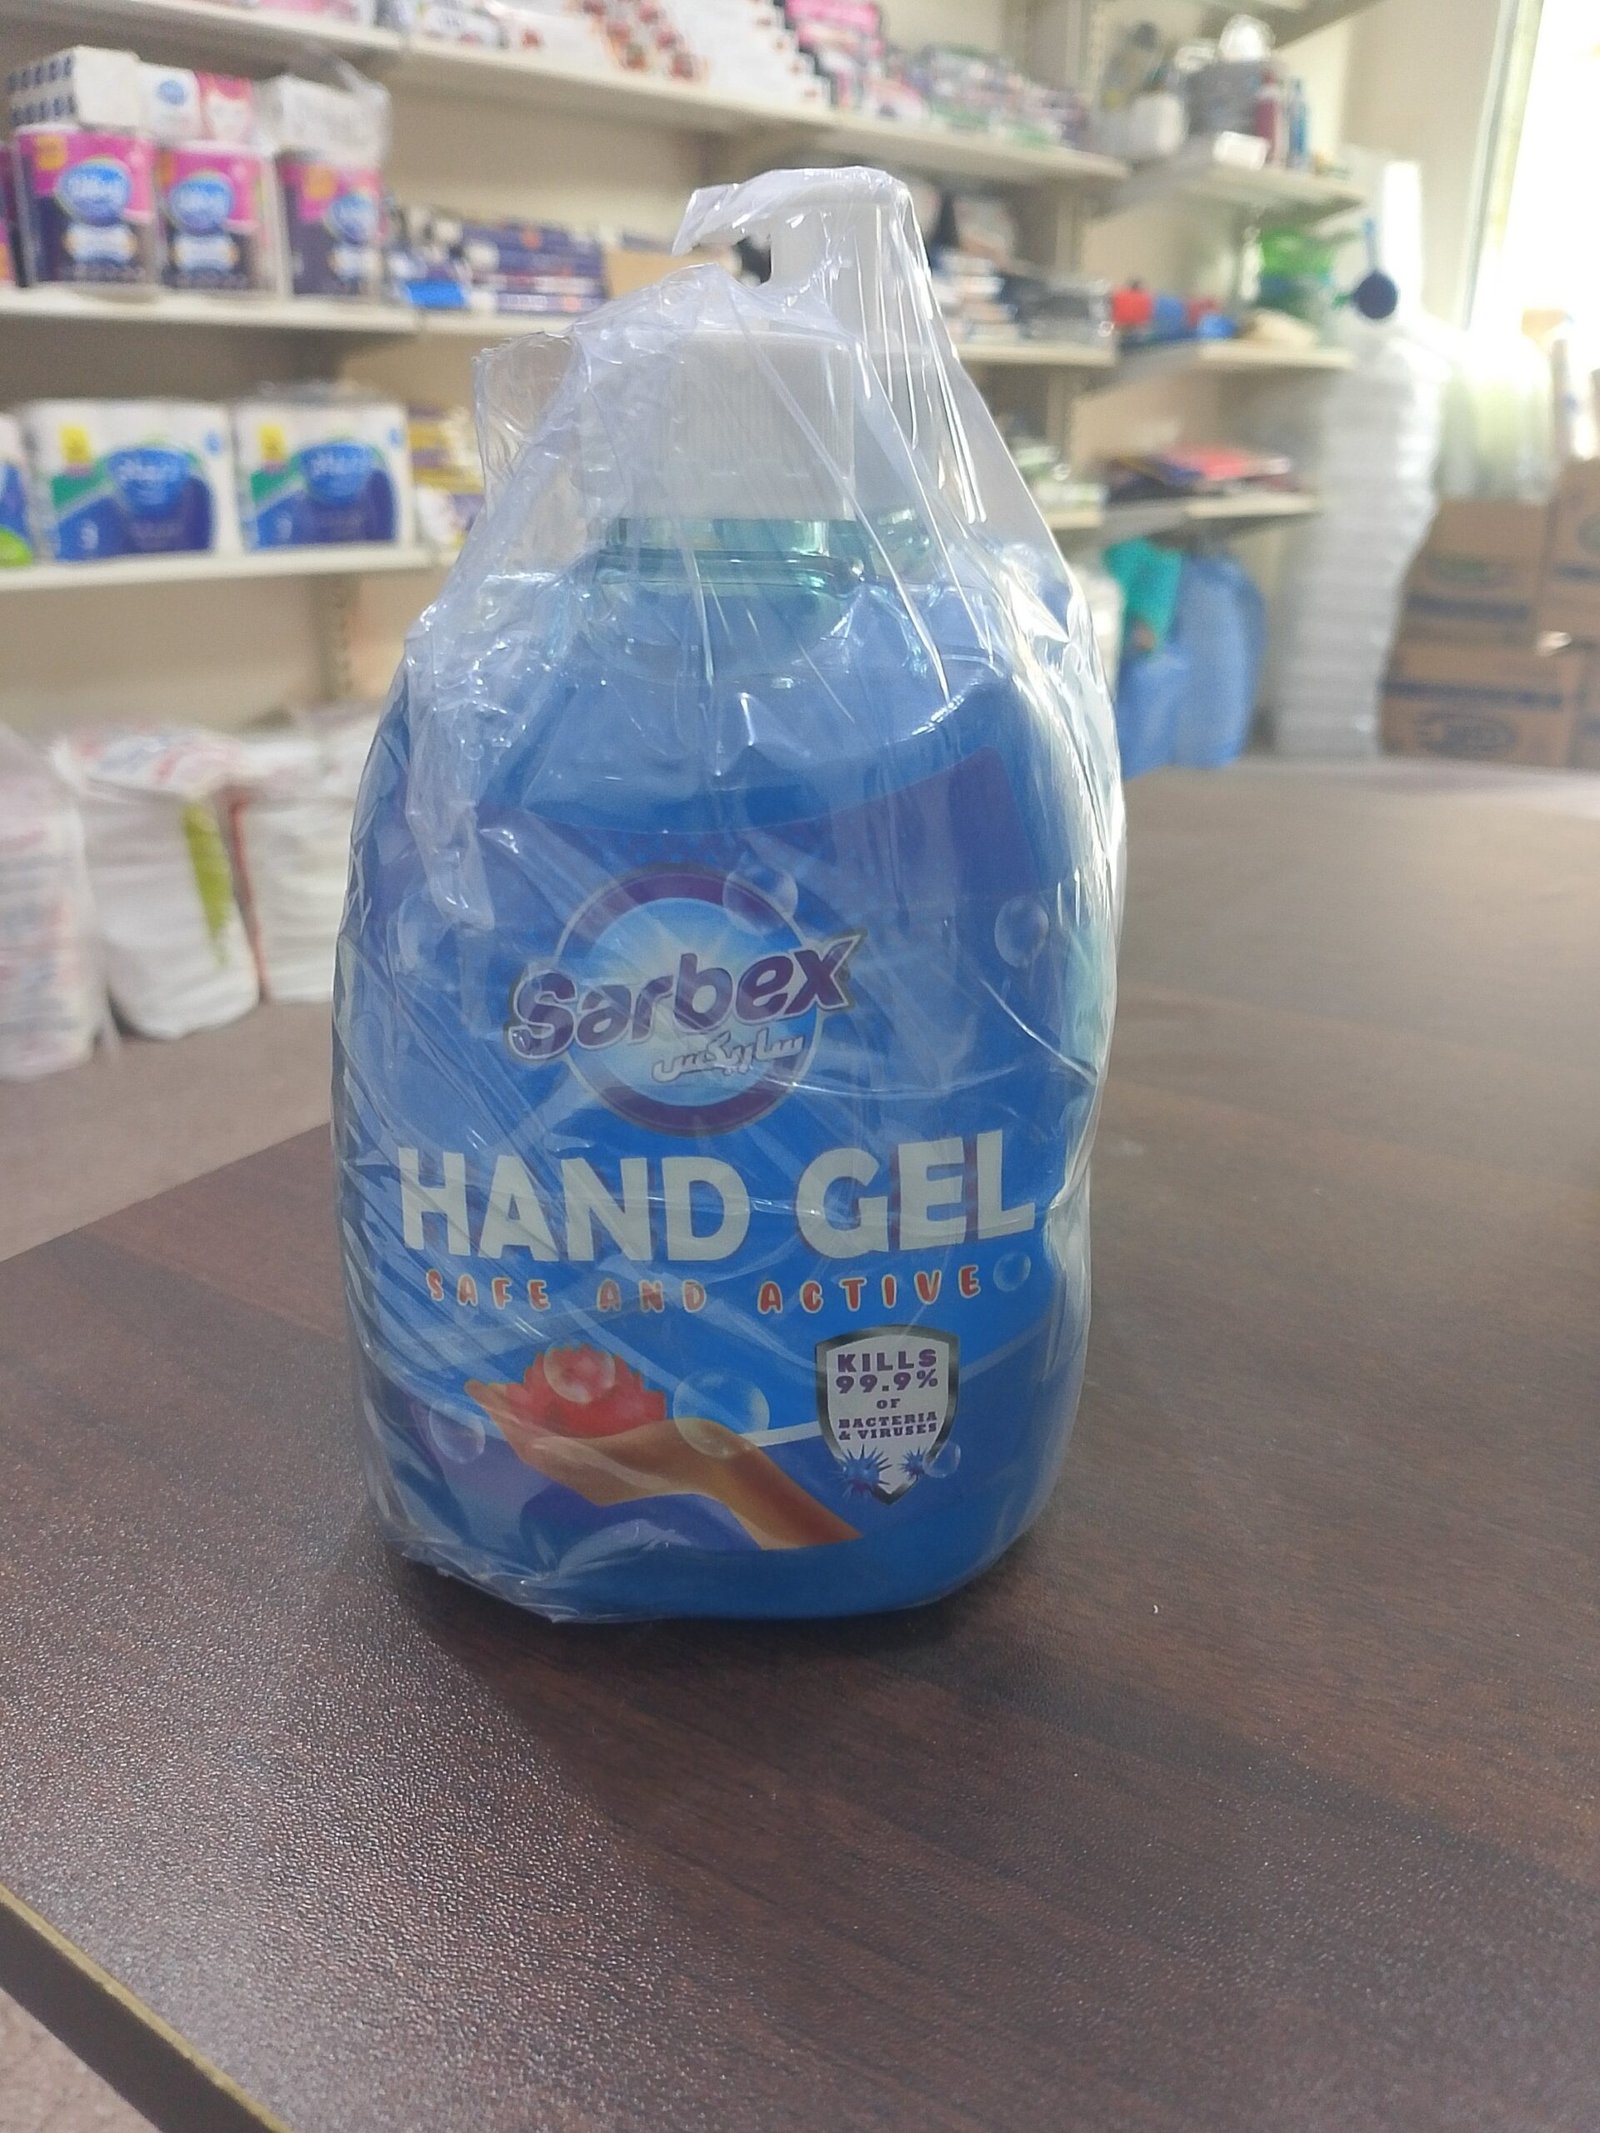 Sarbex
ساربكس
HAND GEL
SAFE AND ACTIVE
KILLS
99.9%
OF
BACTERIA
& VIRUSES